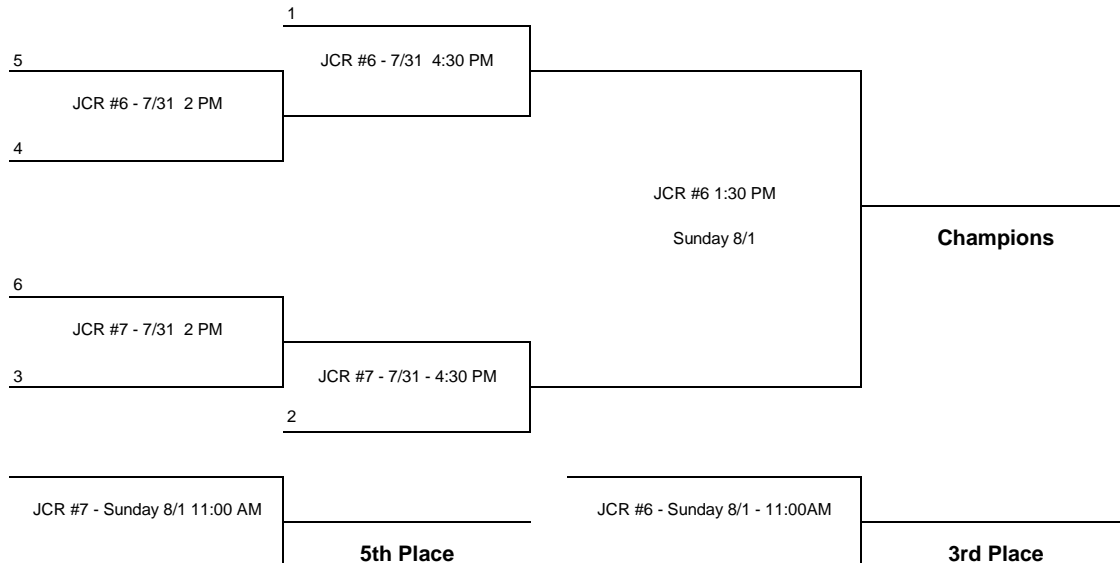 1
5
JCR #6 - 7/31  4:30 PM
JCR #6 - 7/31  2 PM
4
JCR #6 1:30 PM
Sunday 8/1
Champions
6
JCR #7 - 7/31  2 PM
3
JCR #7 - 7/31 - 4:30 PM
2
JCR #7 - Sunday 8/1 11:00 AM
JCR #6 - Sunday 8/1 - 11:00AM
5th Place
3rd Place